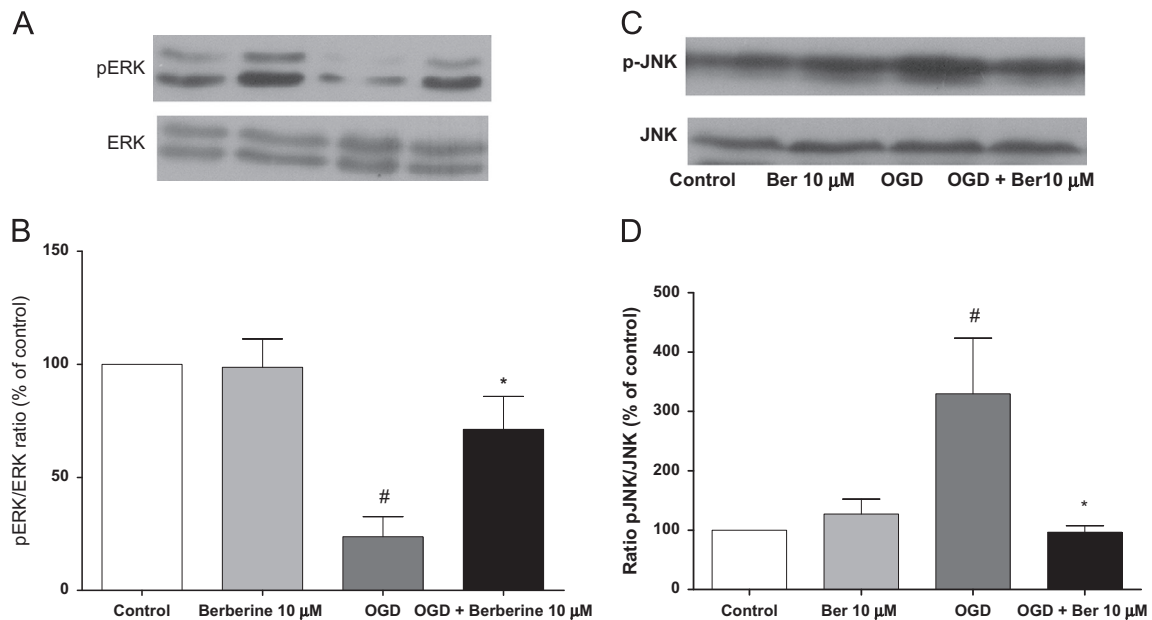 A
pERK
ERK
C
p-JNK
JNK
Control Ber 10 µM OGD OGD + Ber10 µM
B
pERK/ERK ratio (% of control)
150
100
50
0
#
*
Control Berberine 10 µM OGD OGD + Berberine 10 µM
D
Ratio pJNK/JNK (% of control)
500
400
300
200
100
0
#
*
Control Ber 10 µM OGD OGD + Ber 10 µM